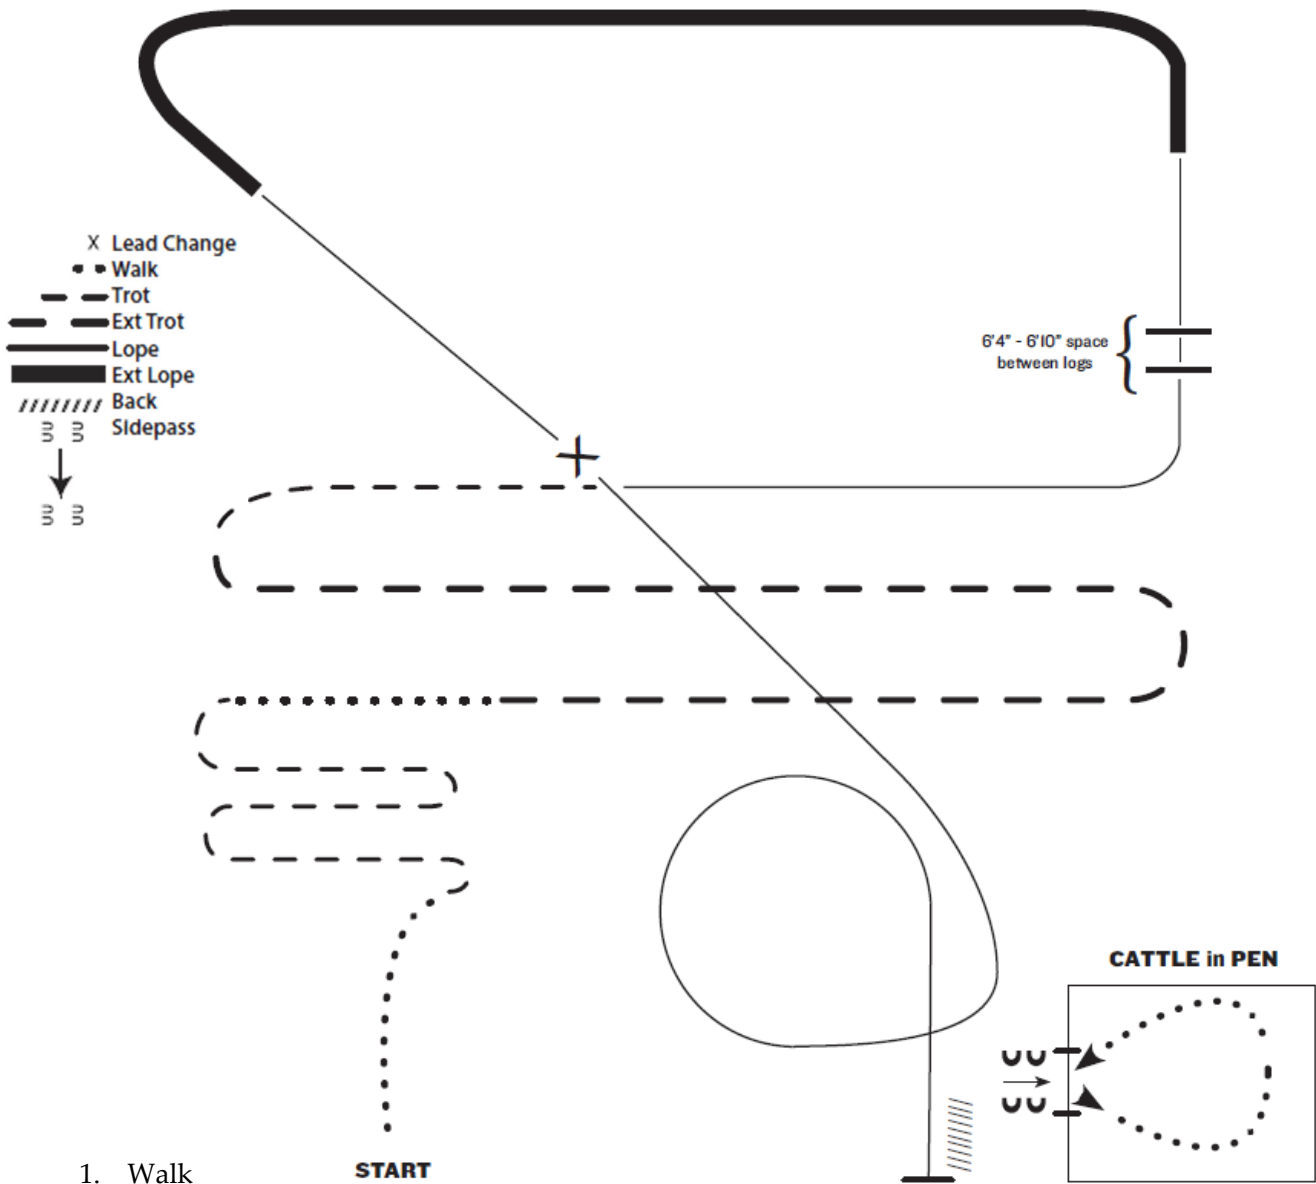 X Lead Change
Walk
Trot
Ext Trot
Lope
Ext Lope
Back
Sidepass
6'4" - 6'10" space
between logs
CATTLE in PEN
1. Walk
START